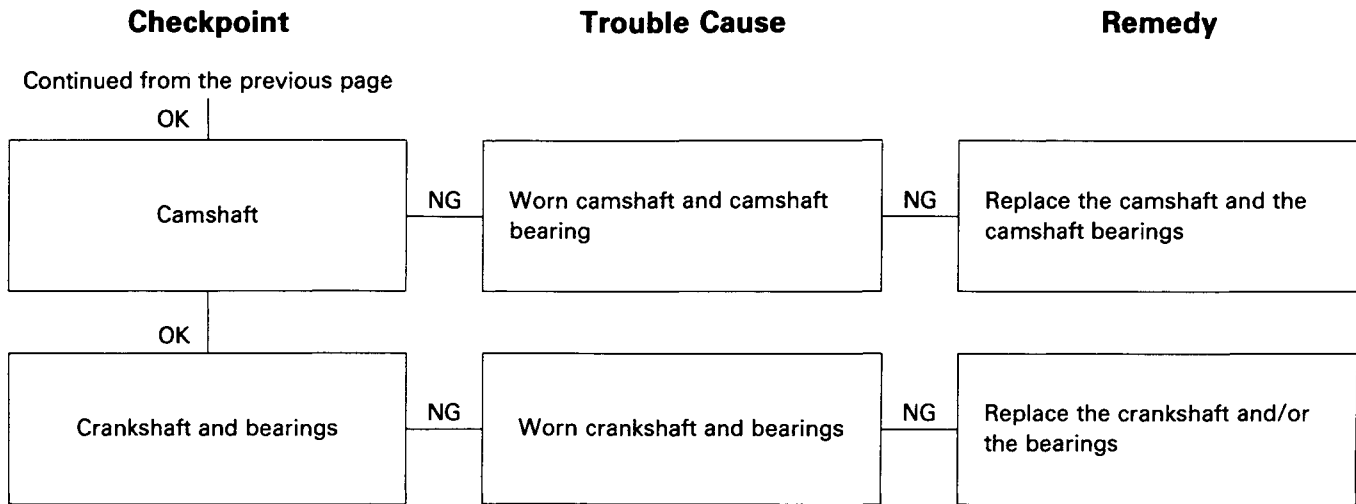 Checkpoint
Trouble Cause
Remedy
Continued from the previous page
OK
Camshaft
NG
Worn camshaft and camshaft
bearing
NG
Replace the camshaft and the
camshaft bearings
OK
Crankshaft and bearings
NG
Worn crankshaft and bearings
NG
Replace the crankshaft and/or
the bearings